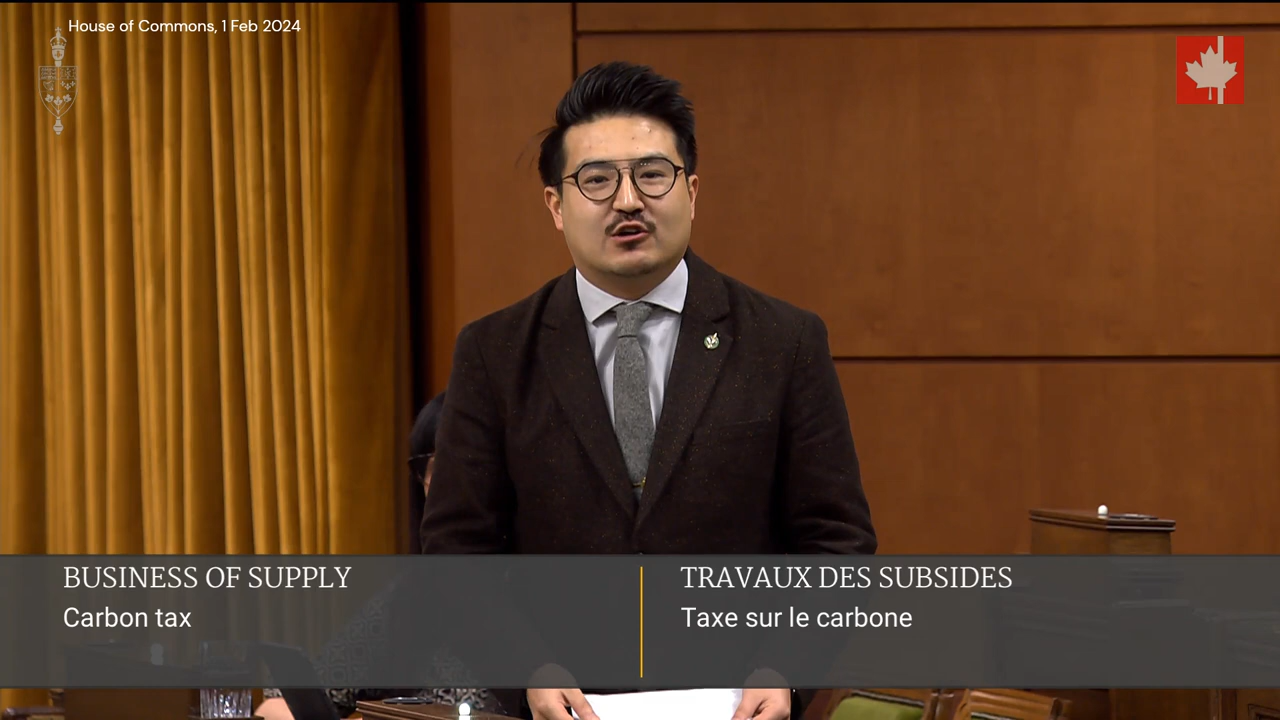 House of Commons, 1 Feb 2024
BUSINESS OF SUPPLY
Carbon tax
TRAVAUX DES SUBSIDES
Taxe sur le carbone